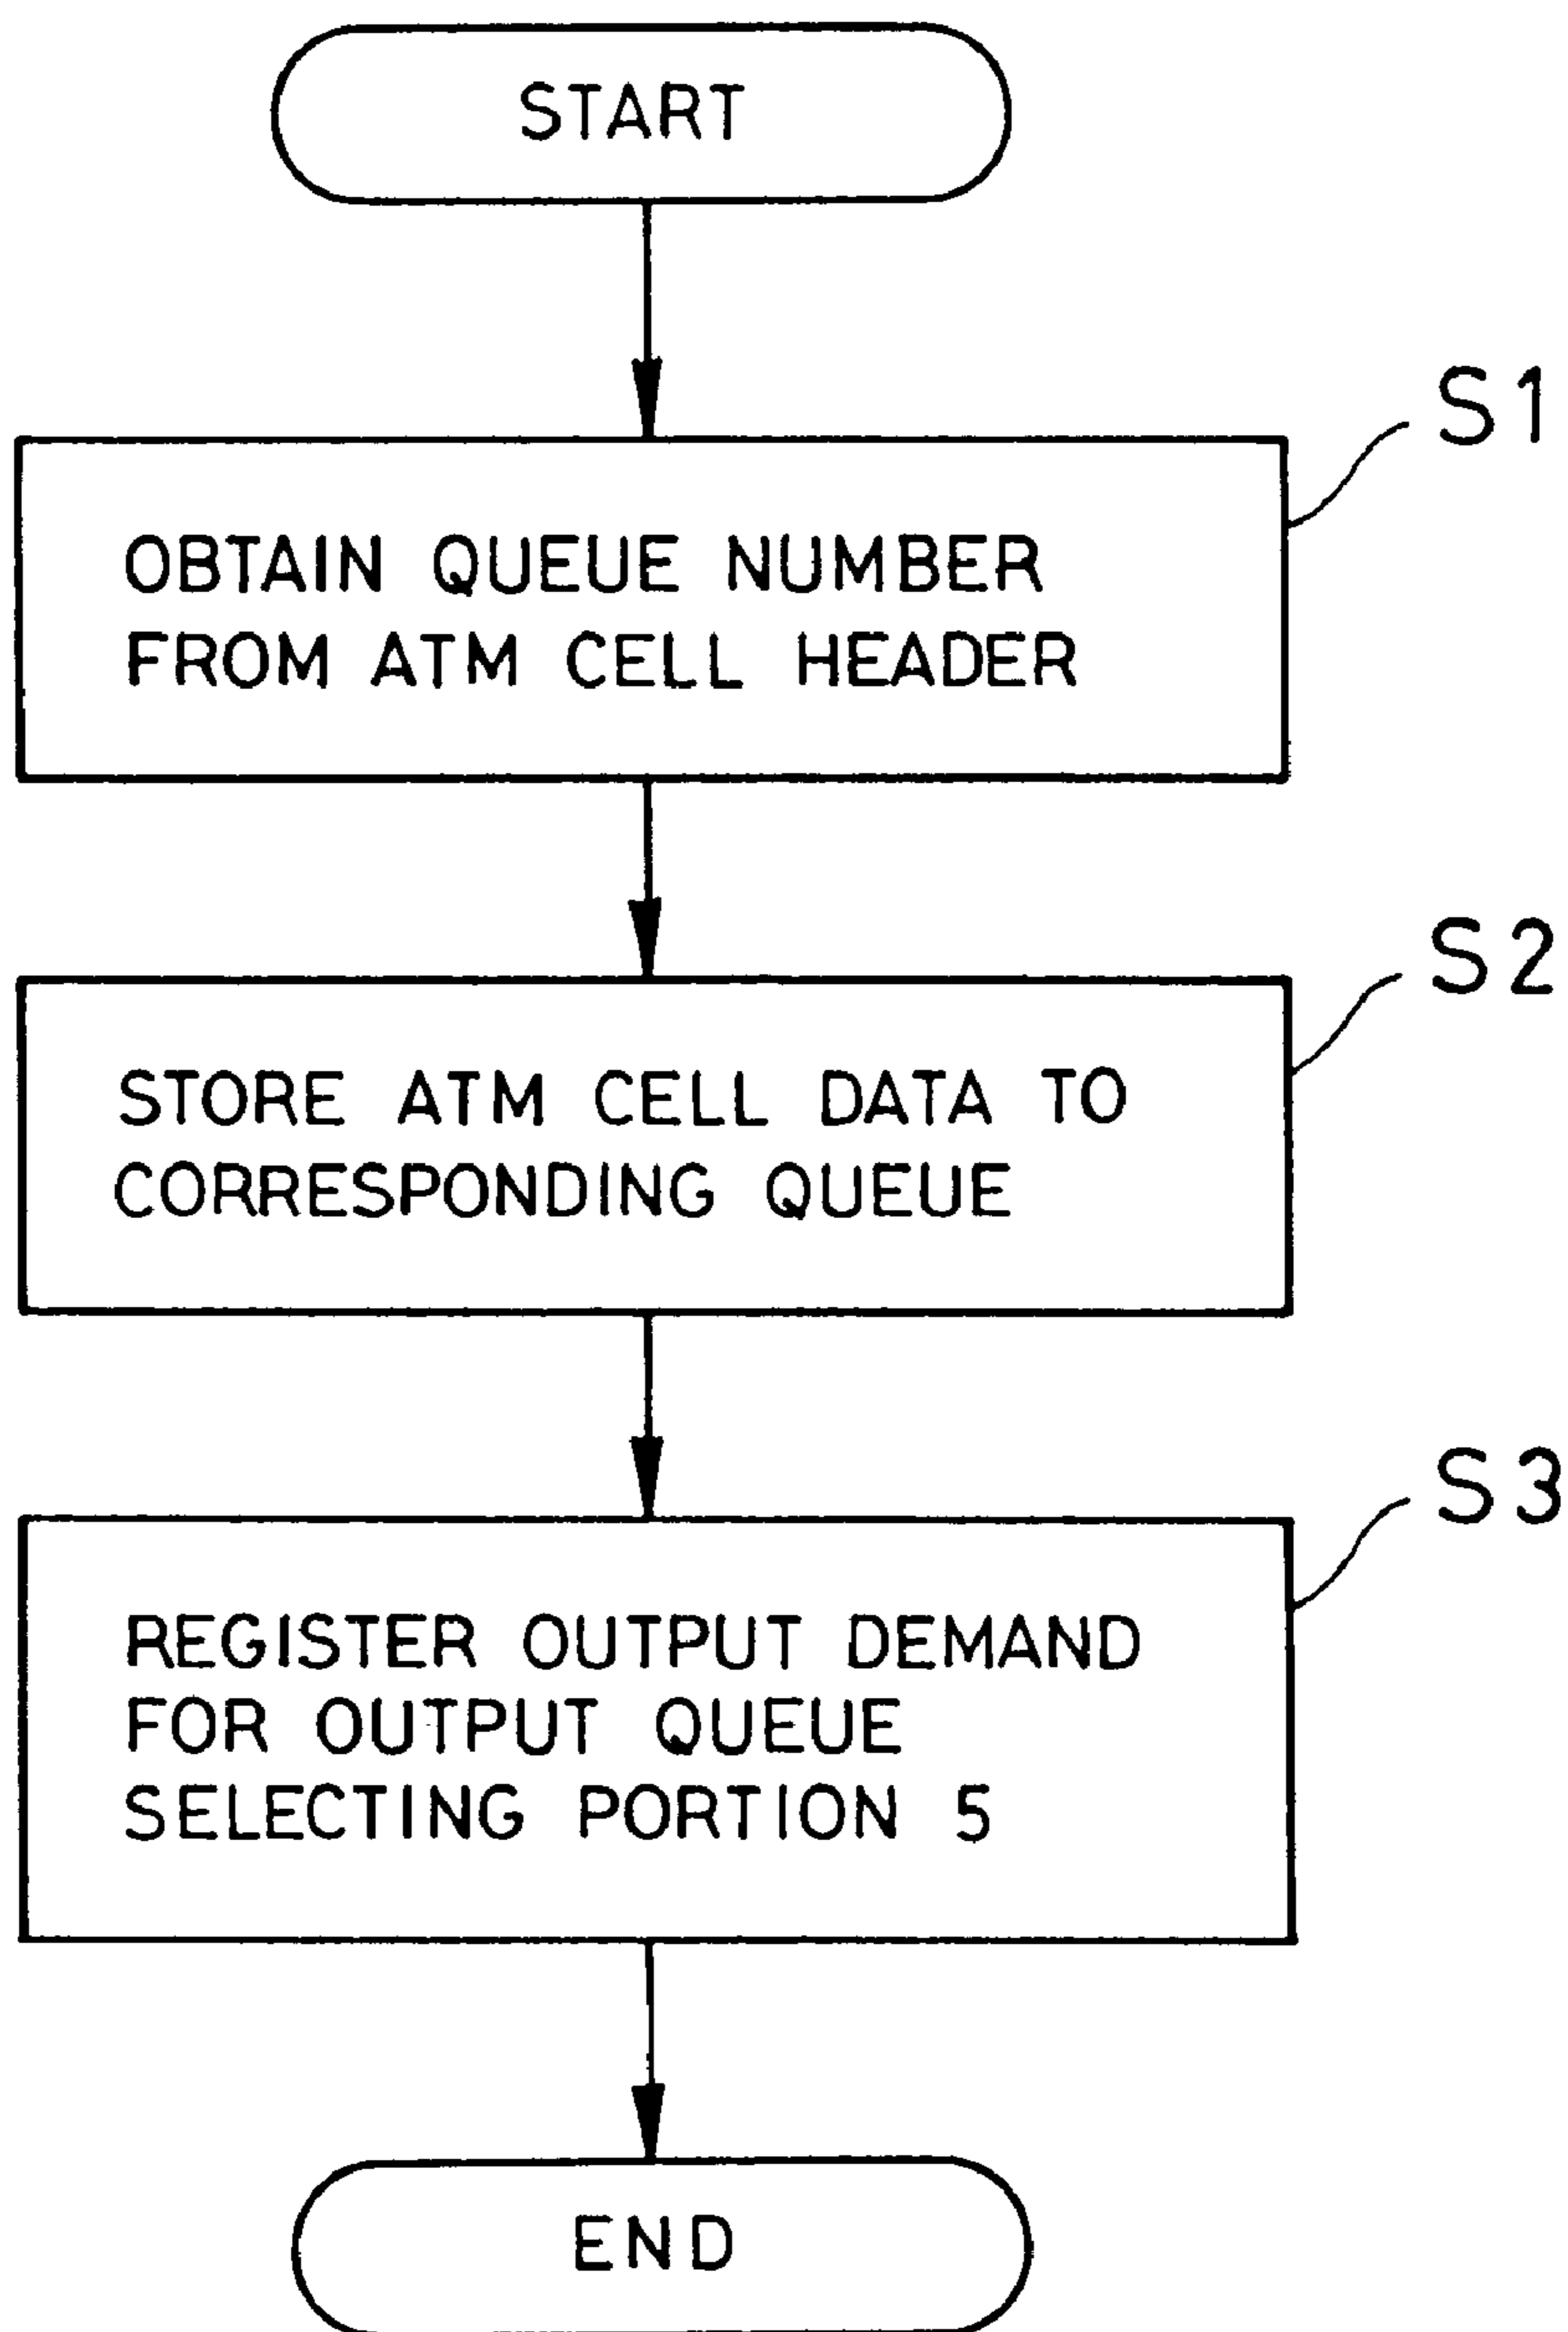 START
S1
OBTAIN QUEUE NUMBER
FROM ATM CELL HEADER
S2
STORE ATM CELL DATA TO
CORRESPONDING QUEUE
S3
REGISTER OUTPUT DEMAND
FOR OUTPUT QUEUE
SELECTING PORTION 5
END